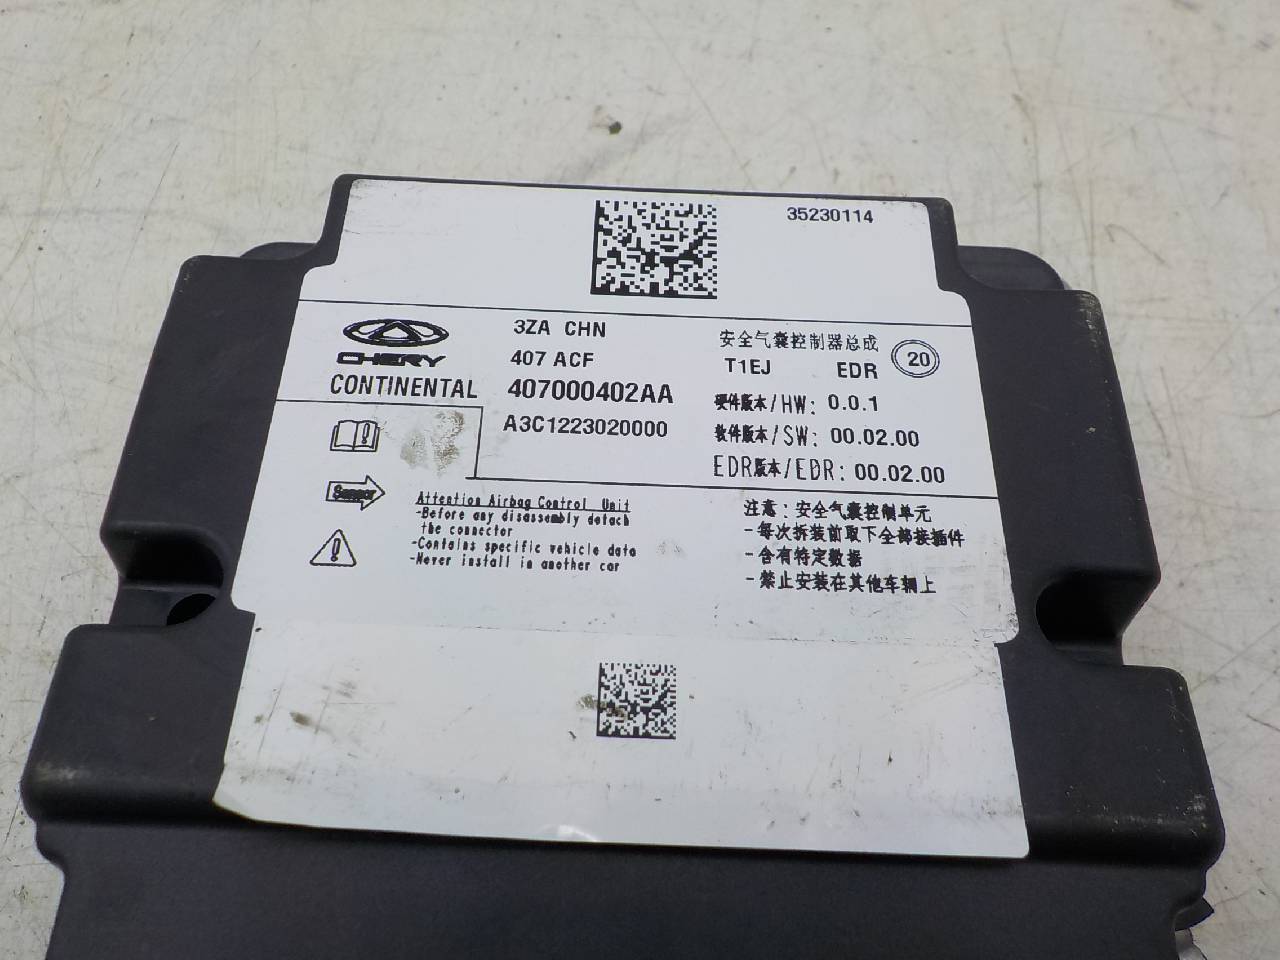 35230114
3ZA CHN
安全气囊控制器总成
20
CHERY
407 ACF
T1EJ EDR
CONTINENTAL
407000402AA
硬件版本/HW: 0.0.1
A3C1223020000
软件版本/SW: 00.02.00
EDR版本/EDR: 00.02.00
Sensor
Attention Airbag Control Unit
-Before any disassembly detach
the connector
-Contains specific vehicle data
-Never install in another car
注意: 安全气囊控制单元
-每次拆装前取下全部接插件
-含有特定数据
-禁止安装在其他车辆上